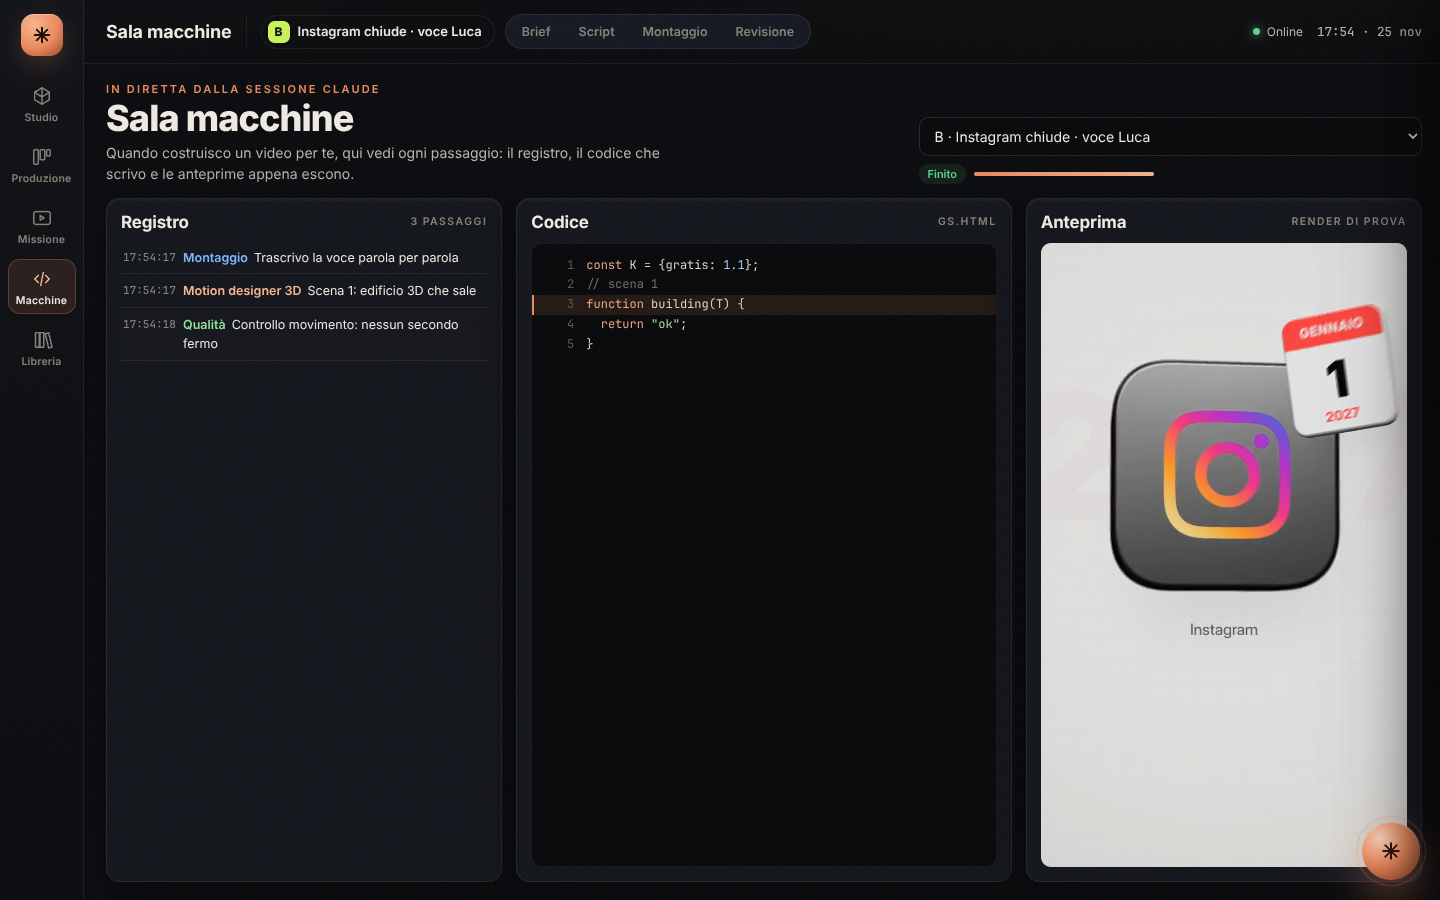 Sala macchine
B Instagram chiude · voce Luca
Brief Script Montaggio Revisione
Online 17:54 · 25 nov
Studio
Produzione
Missione
Macchine
Libreria
IN DIRETTA DALLA SESSIONE CLAUDE
Sala macchine
Quando costruisco un video per te, qui vedi ogni passaggio: il registro, il codice che
scrivo e le anteprime appena escono.
B · Instagram chiude · voce Luca
Finito
Registro 3 PASSAGGI
17:54:17 Montaggio Trascrivo la voce parola per parola
17:54:17 Motion designer 3D Scena 1: edificio 3D che sale
17:54:18 Qualità Controllo movimento: nessun secondo
fermo
Codice GS.HTML
1 const K = {gratis: 1.1};
2 // scena 1
3 function building(T) {
4 return "ok";
5 }
Anteprima RENDER DI PROVA
GENNAIO
1
2027
Instagram